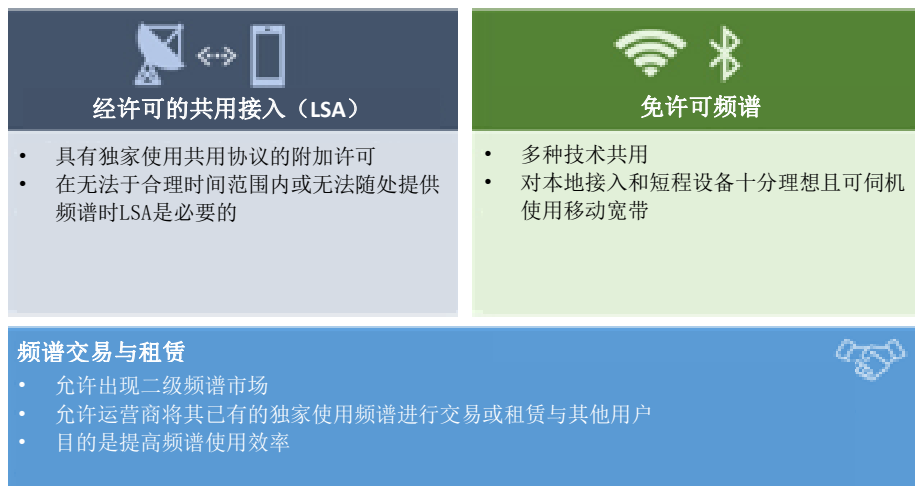 经许可的共用接入（LSA）
• 具有独家使用共用协议的附加许可
• 在无法于合理时间范围内或无法随处提供
频谱时LSA是必要的
免许可频谱
• 多种技术共用
• 对本地接入和短程设备十分理想且可伺机
使用移动宽带
频谱交易与租赁
• 允许出现二级频谱市场
• 允许运营商将其已有的独家使用频谱进行交易或租赁与其他用户
• 目的是提高频谱使用效率